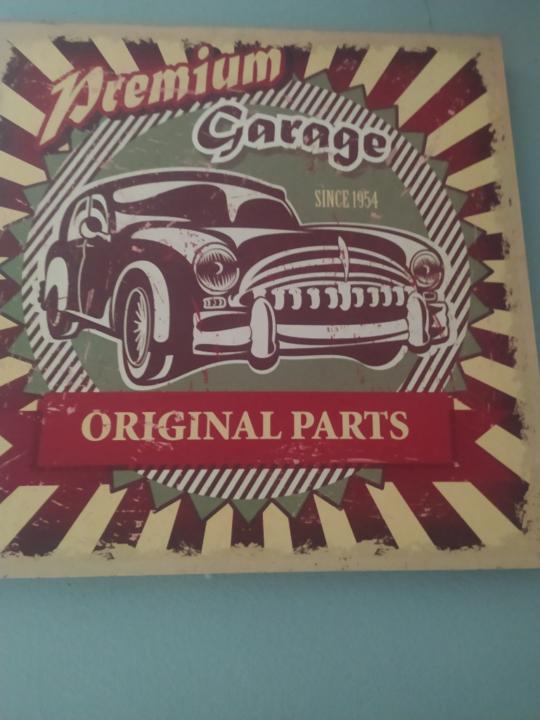 Premium
Garage
SINCE 1954
ORIGINAL PARTS